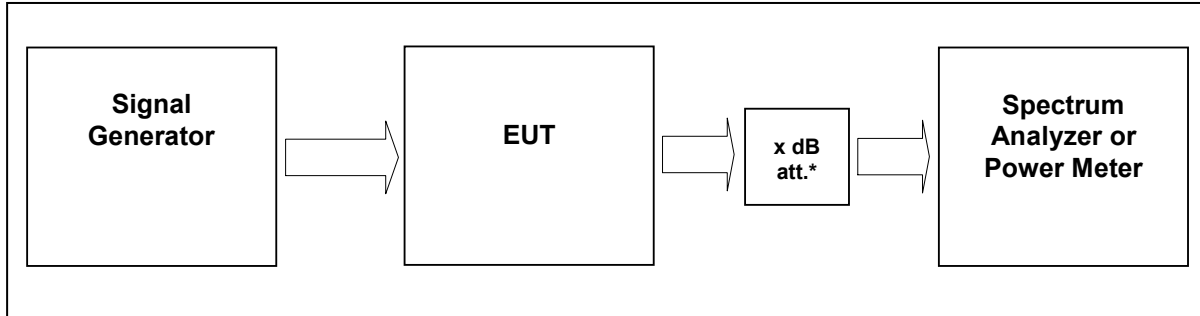 Signal
Generator
EUT
x dB
att.*
Spectrum
Analyzer or
Power Meter